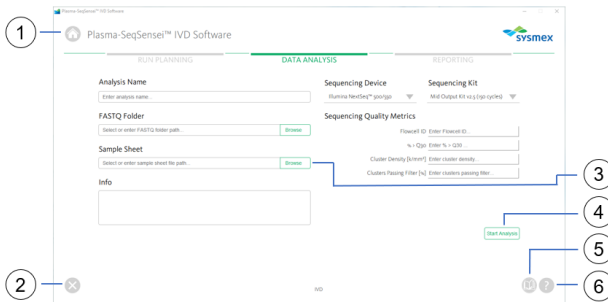 Plasma-SeqSensei™ IVD Software
1
Plasma-SeqSensei™ IVD Software
sysmex
RUN PLANNING
DATA ANALYSIS
REPORTING
Analysis Name
Enter analysis name...
FASTQ Folder
Select or enter FASTQ folder path...
Browse
Sample Sheet
Select or enter sample sheet file path...
Browse
Info
Sequencing Device
Sequencing Kit
Illumina NextSeq™ 500/550
Mid Output Kit v2.5 (150 cycles)
Sequencing Quality Metrics
Flowcell ID Enter Flowcell ID...
% > Q30 Enter % > Q30 ...
Cluster Density [k/mm²] Enter cluster density...
Clusters Passing Filter [%] Enter clusters passing filter...
3
Start Analysis
4
5
2
IVD
?
6